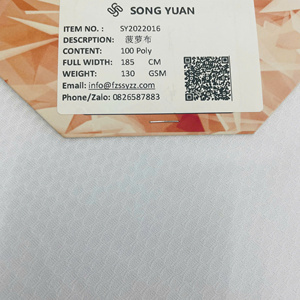 SONG YUAN
ITEM NO. : SY2022016
DESCRPTION: 菠萝布
CONTENT: 100 Poly
FULL WIDTH: 185 CM
WEIGHT: 130 GSM
Email: info@fzssyzz.com
Phone/Zalo: 0826587883